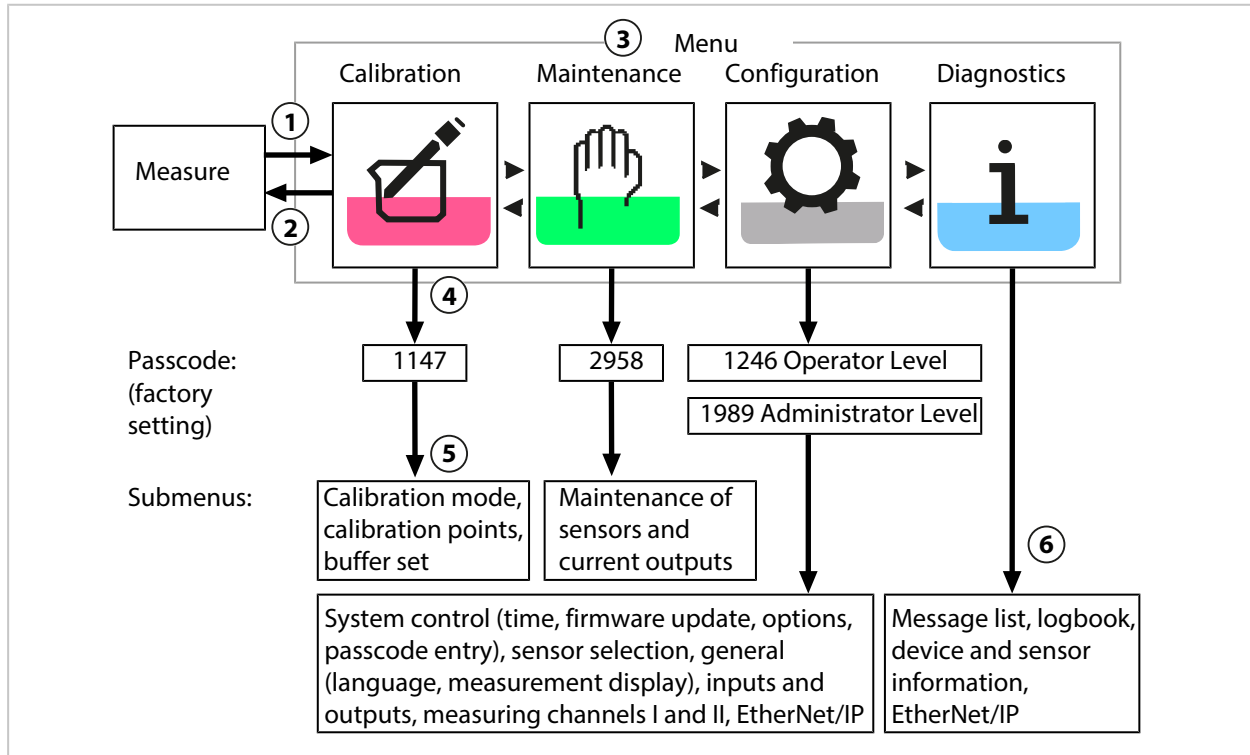 3 Menu
Calibration Maintenance Configuration Diagnostics
1
Measure
2
4
Passcode:
(factory
setting)
1147
2958
1246 Operator Level
1989 Administrator Level
5
Submenus:
Calibration mode,
calibration points,
buffer set
Maintenance of
sensors and
current outputs
6
System control (time, firmware update, options,
passcode entry), sensor selection, general
(language, measurement display), inputs and
outputs, measuring channels I and II, EtherNet/IP
Message list, logbook,
device and sensor
information,
EtherNet/IP